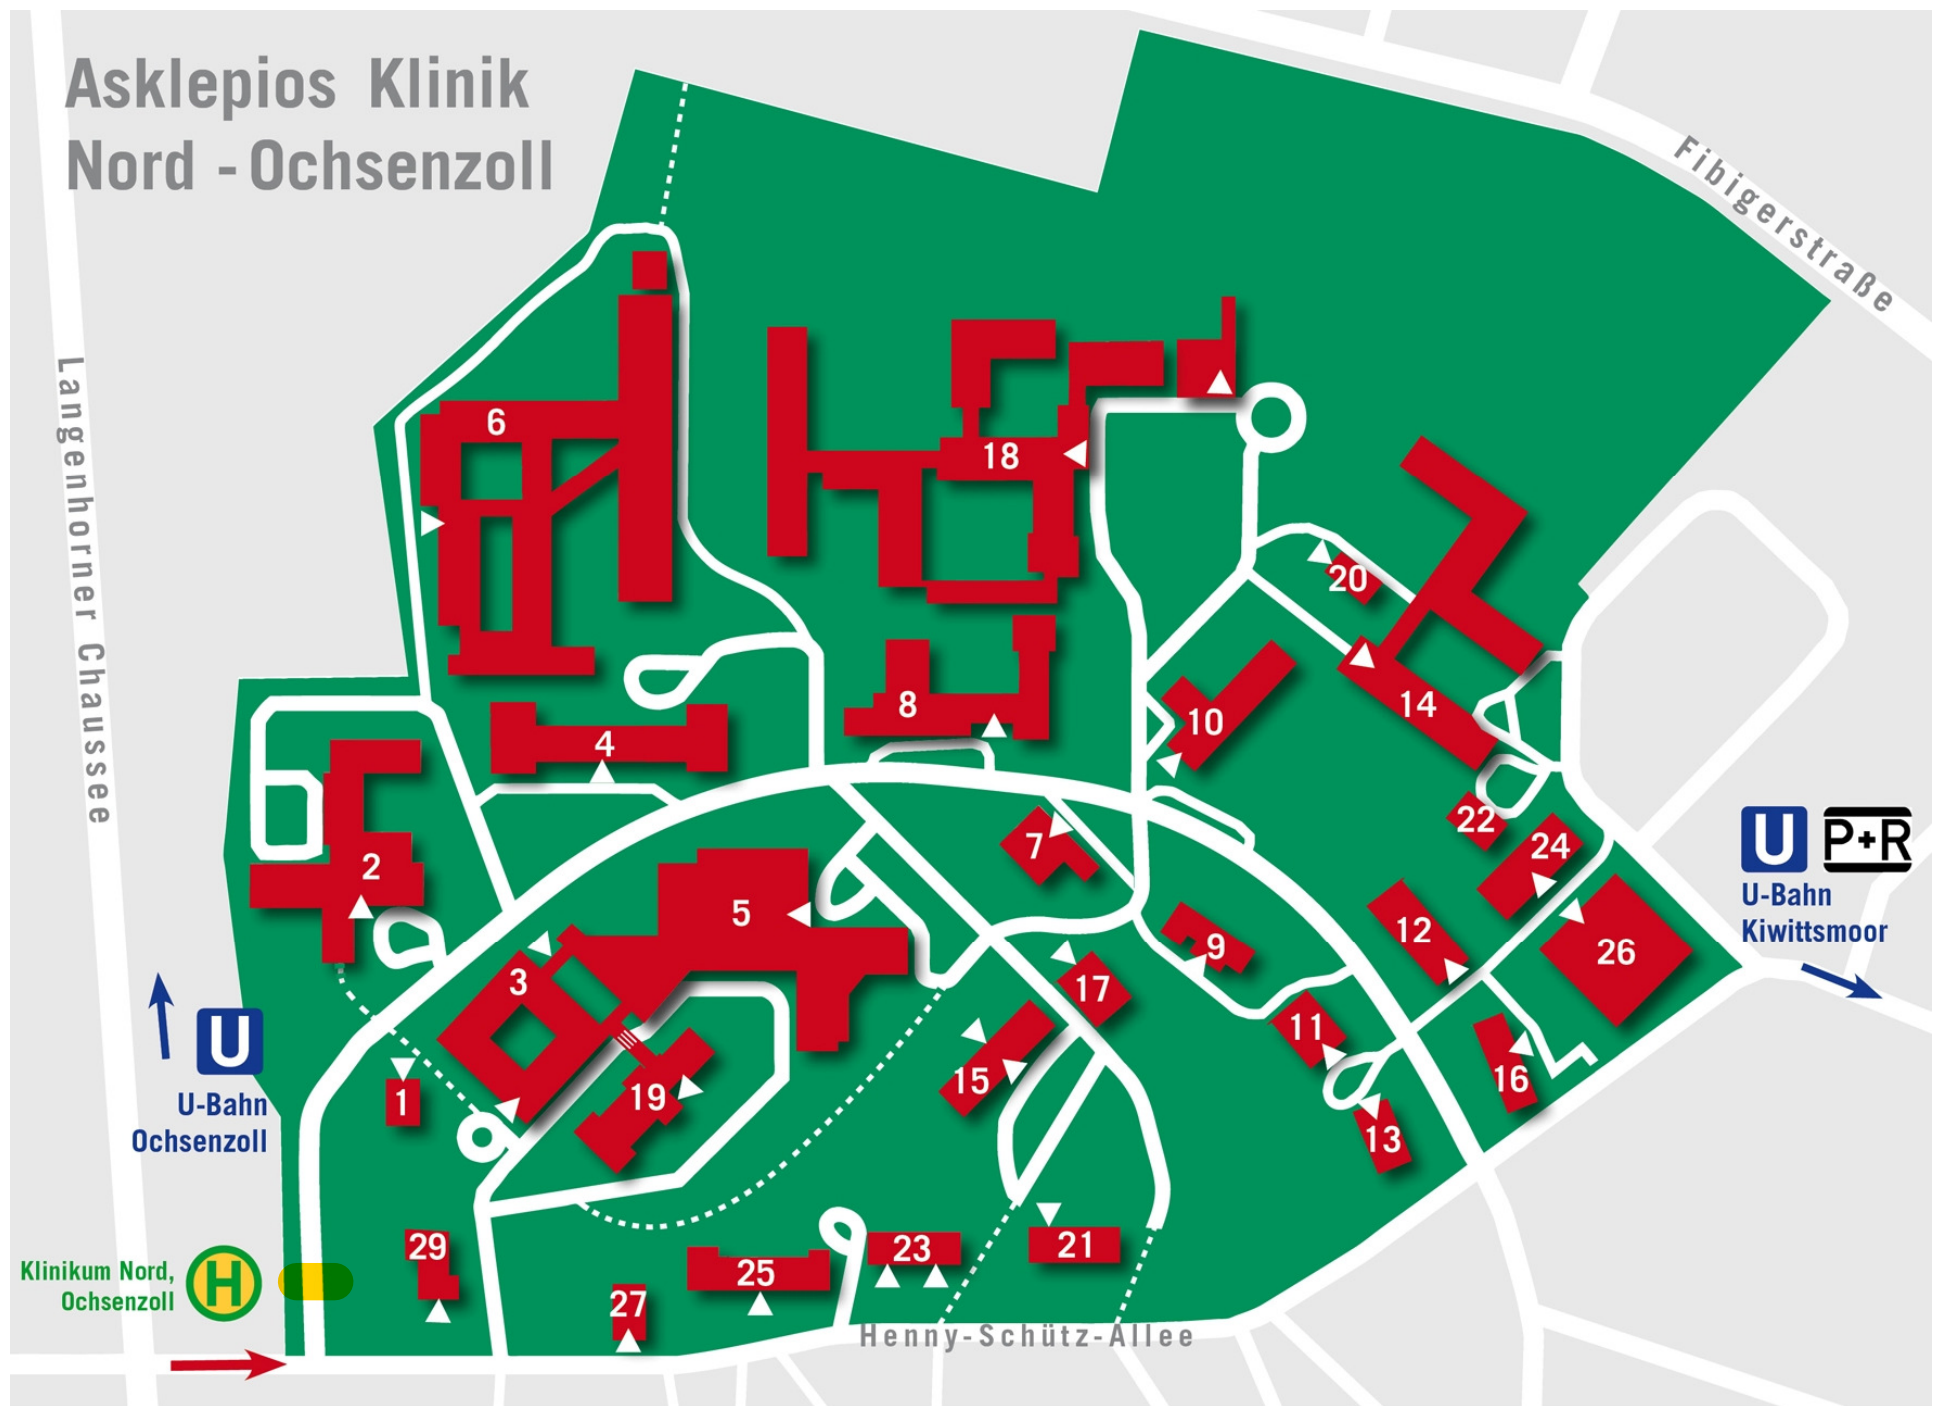 Asklepios Klinik
Nord - Ochsenzoll
Fibigerstraße
Langenhorner Chaussee
6
18
20
14
8
10
4
22
24
7
2
5
12
9
26
3
17
11
15
16
19
1
13
U
P+R
U-Bahn
Kiwittsmoor
U
U-Bahn
Ochsenzoll
29
23
21
25
27
Klinikum Nord,
Ochsenzoll
H
Henny-Schütz-Allee